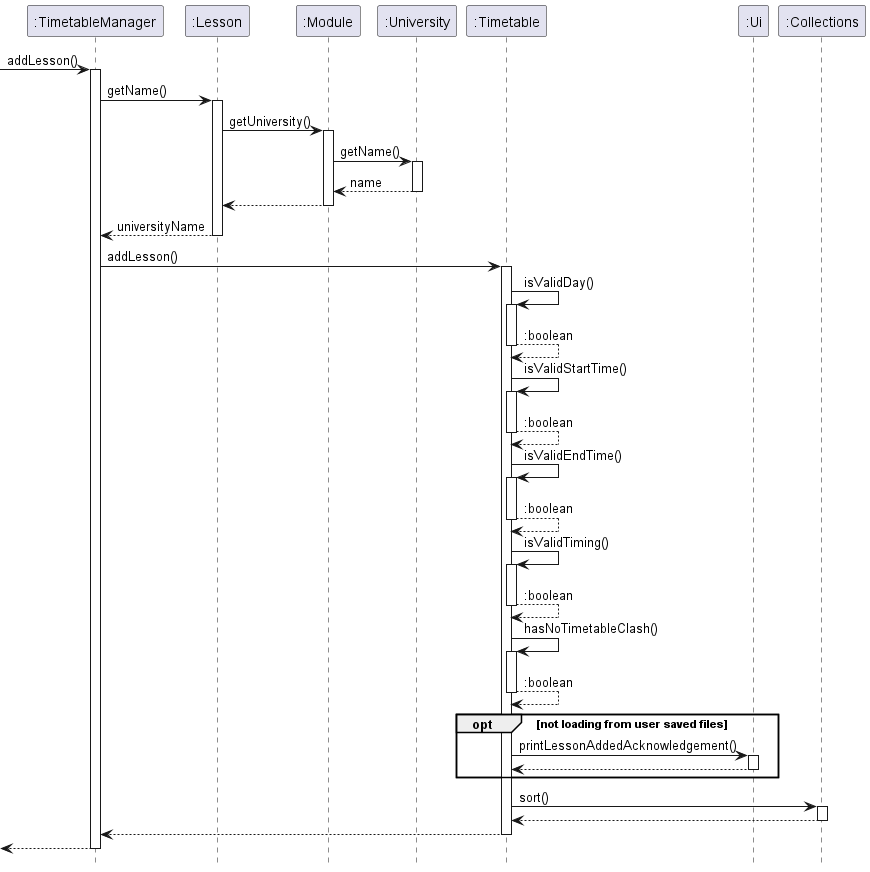 :TimetableManager :Lesson :Module :University :Timetable :Ui :Collections
addLesson()
getName()
getUniversity()
getName()
name
universityName
addLesson()
isValidDay()
:boolean
isValidStartTime()
:boolean
isValidEndTime()
:boolean
isValidTiming()
:boolean
hasNoTimetableClash()
:boolean
opt [not loading from user saved files]
printLessonAddedAcknowledgement()
sort()